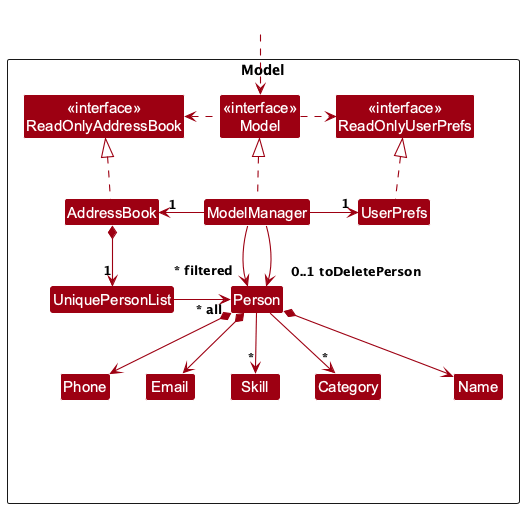 Model
«interface»
ReadOnlyAddressBook
«interface»
Model
«interface»
ReadOnlyUserPrefs
AddressBook
1
ModelManager
1
UserPrefs
1
* filtered
0..1 toDeletePerson
UniquePersonList
* all
Person
*
*
Phone
Email
Skill
Category
Name